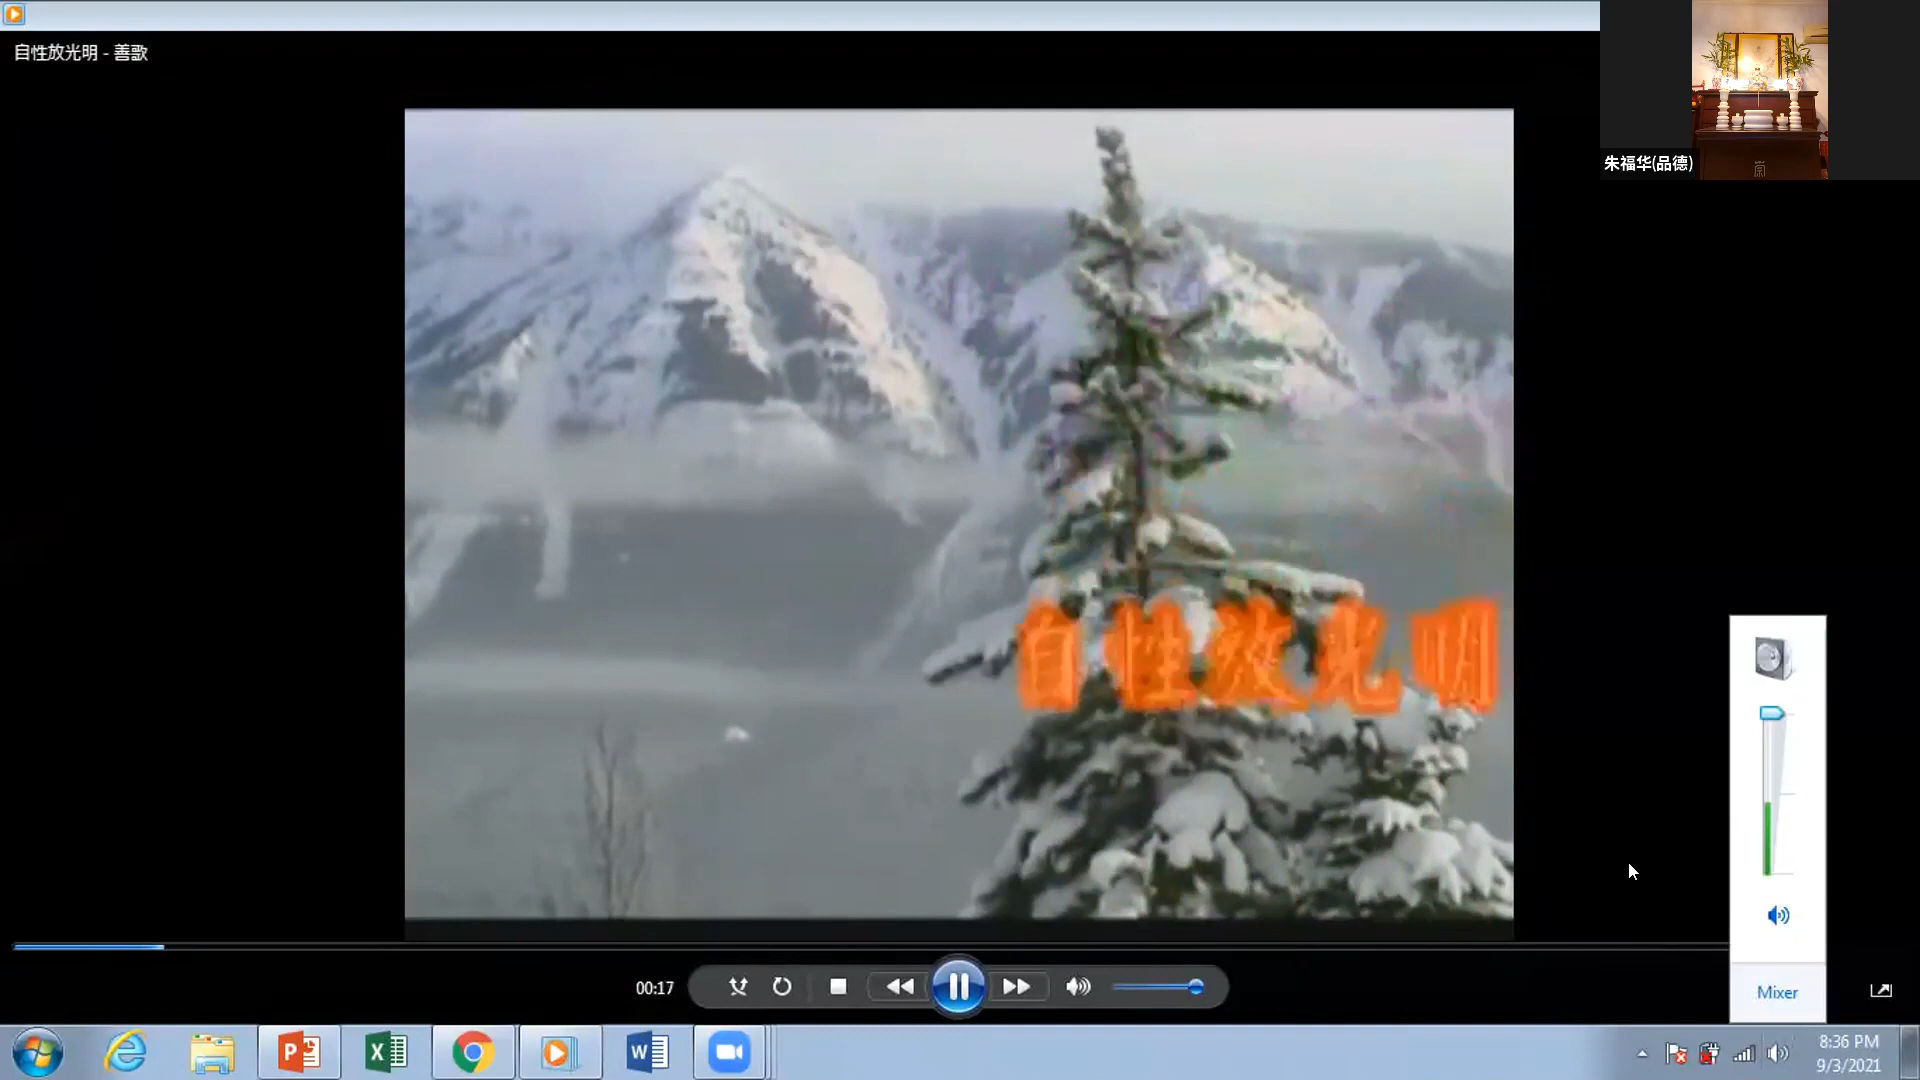 自性放光明 - 善歌
朱福华(品德)
自性放光明
00:17
Mixer
8:36 PM
9/3/2021